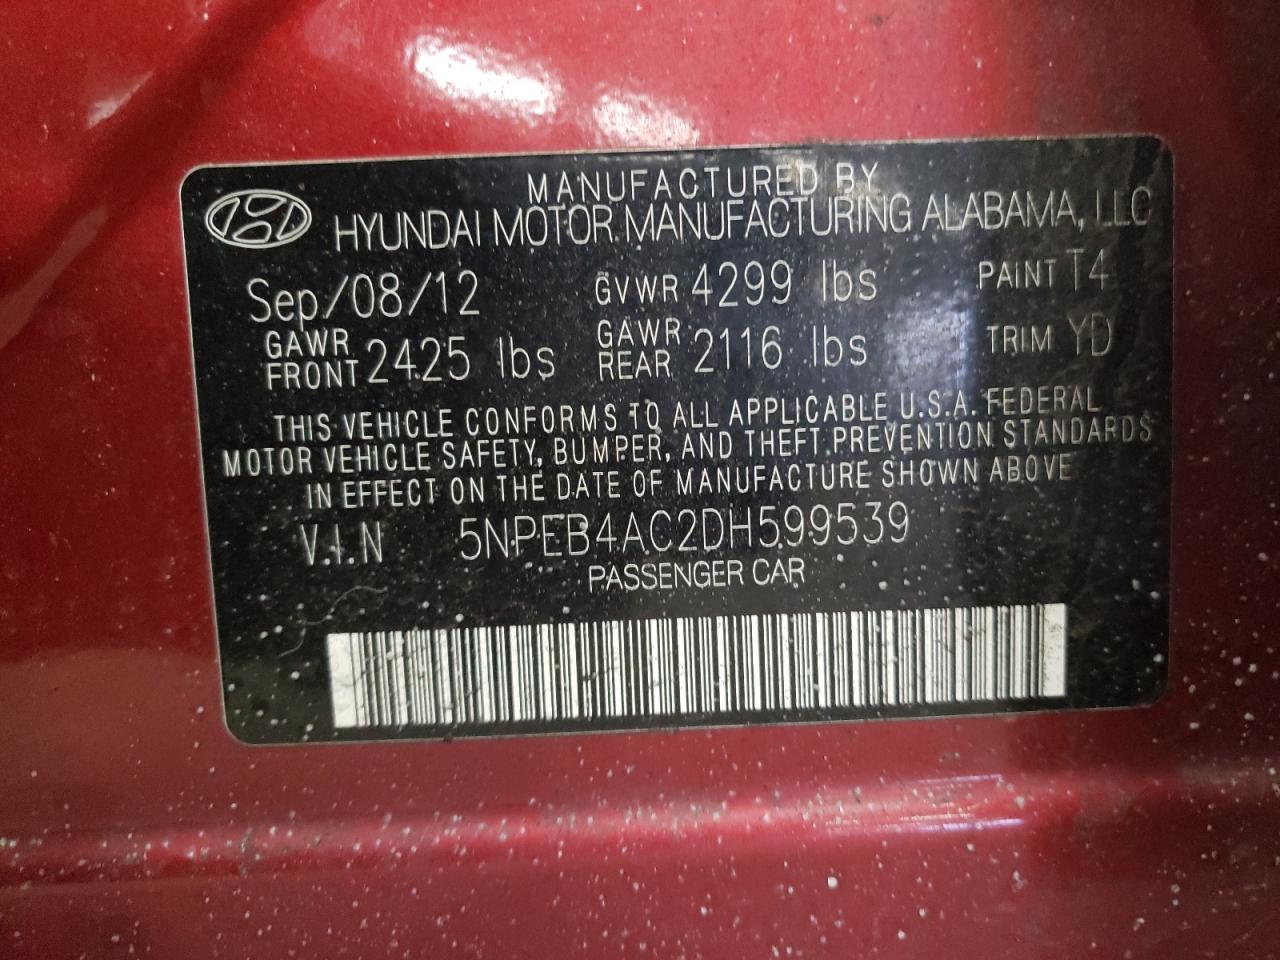 MANUFACTURED BY
HYUNDAI MOTOR MANUFACTURING ALABAMA, LLC
Sep/08/12 GVWR 4299 lbs PAINT T4
GAWR FRONT 2425 lbs GAWR REAR 2116 lbs TRIM YD
THIS VEHICLE CONFORMS TO ALL APPLICABLE U.S.A. FEDERAL
MOTOR VEHICLE SAFETY, BUMPER, AND THEFT PREVENTION STANDARDS
IN EFFECT ON THE DATE OF MANUFACTURE SHOWN ABOVE
V.I.N 5NPEB4AC2DH599539
PASSENGER CAR